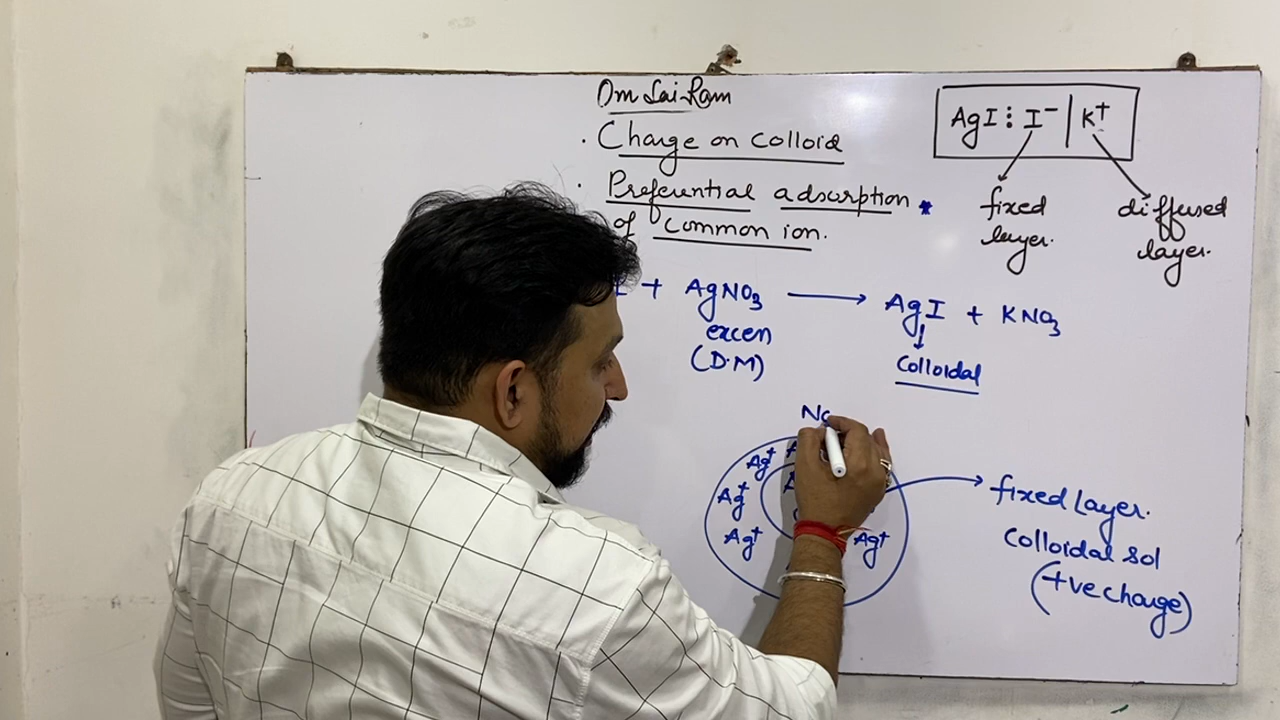 Om Sai Ram
. Charge on Colloid
. Preferential adsorption
of common ion.
AgI ⋮ I⁻ | K⁺
fixed
layer.
diffused
layer.
+ AgNO₃ ⟶ AgI + KNO₃
excen
(D.M)
↓
Colloidal
Ag⁺
Ag⁺
Ag⁺
Ag⁺
fixed Layer.
Colloidal sol
(+ve charge)